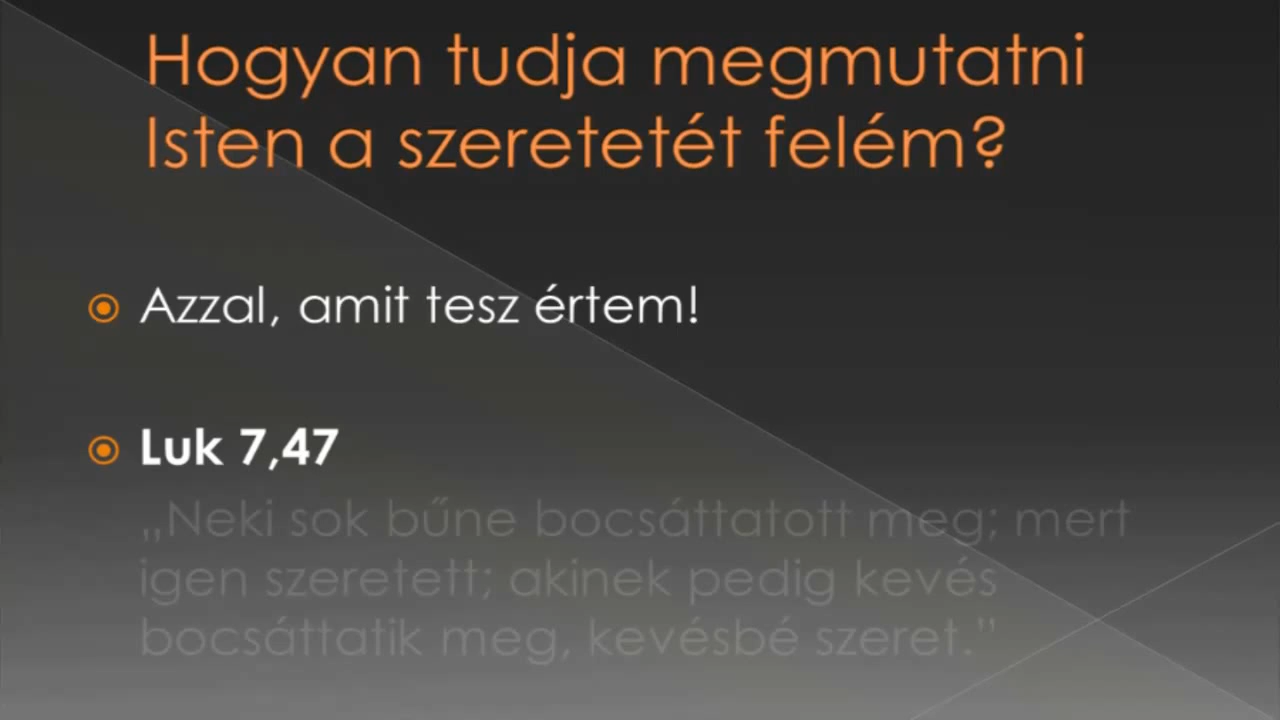 Hogyan tudja megmutatni
Isten a szeretetét felém?
Azzal, amit tesz értem!
Luk 7,47
„Neki sok bűne bocsáttatott meg; mert
igen szeretett; akinek pedig kevés
bocsáttatik meg, kevésbé szeret.”